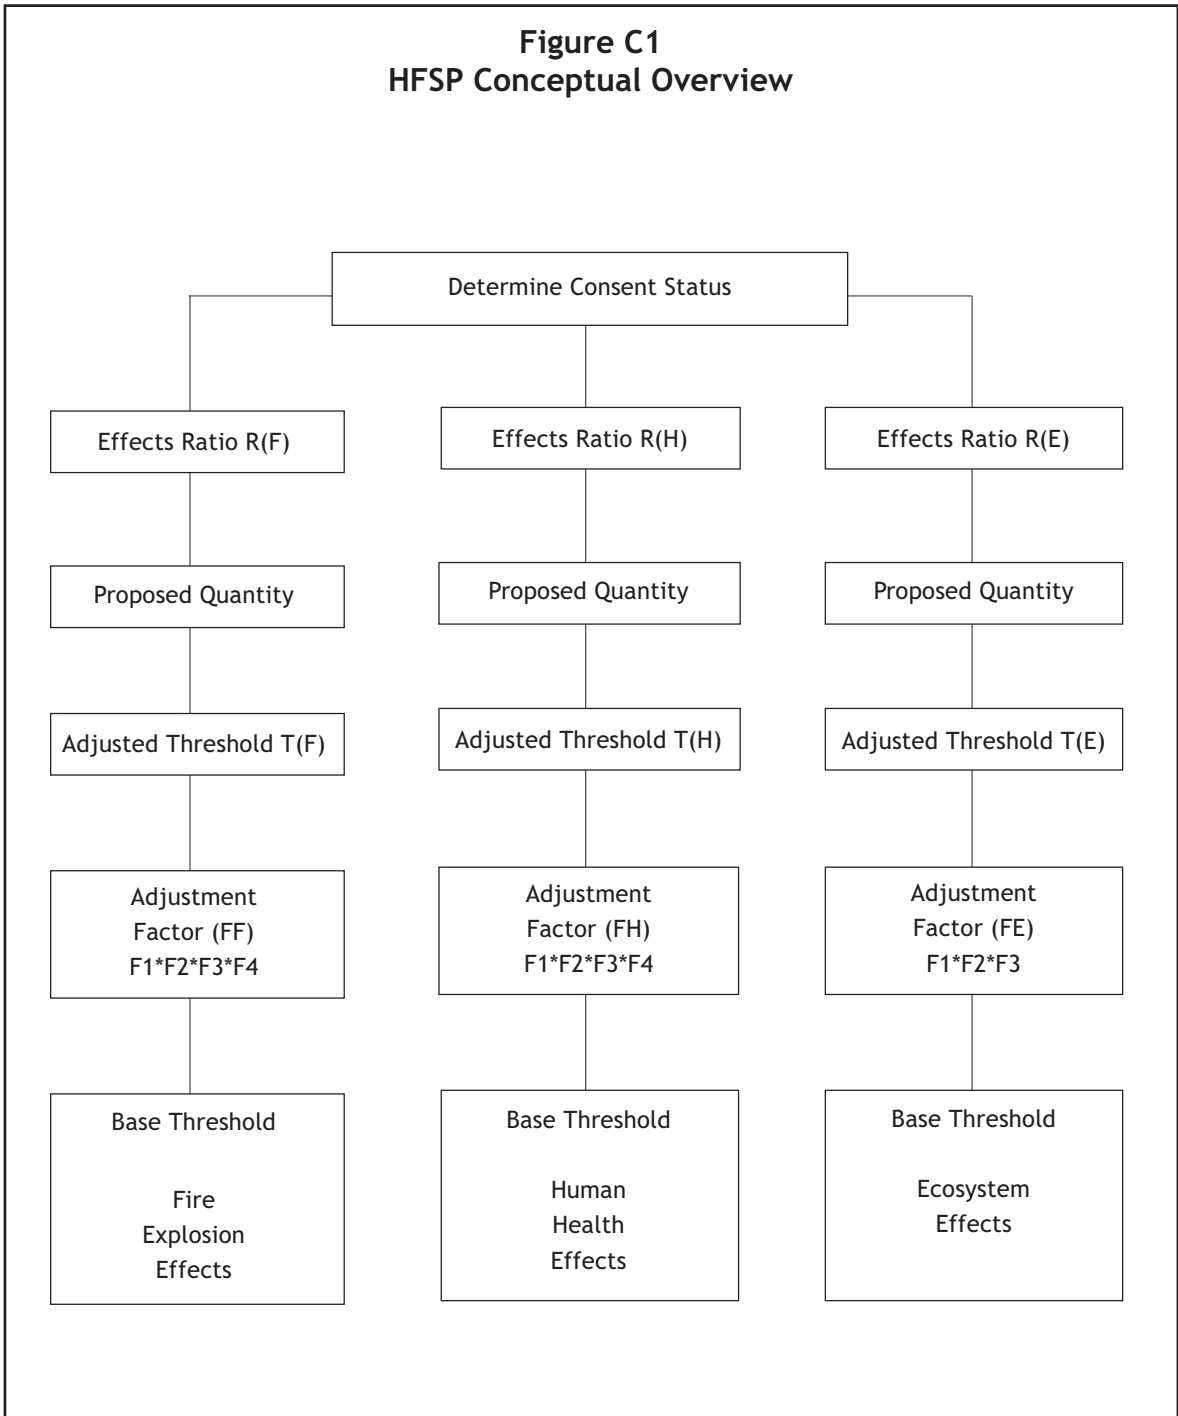 Figure C1
HFSP Conceptual Overview
Determine Consent Status
Effects Ratio R(F)
Effects Ratio R(H)
Effects Ratio R(E)
Proposed Quantity
Proposed Quantity
Proposed Quantity
Adjusted Threshold T(F)
Adjusted Threshold T(H)
Adjusted Threshold T(E)
Adjustment
Factor (FF)
F1*F2*F3*F4
Adjustment
Factor (FH)
F1*F2*F3*F4
Adjustment
Factor (FE)
F1*F2*F3
Base Threshold
Fire
Explosion
Effects
Base Threshold
Human
Health
Effects
Base Threshold
Ecosystem
Effects